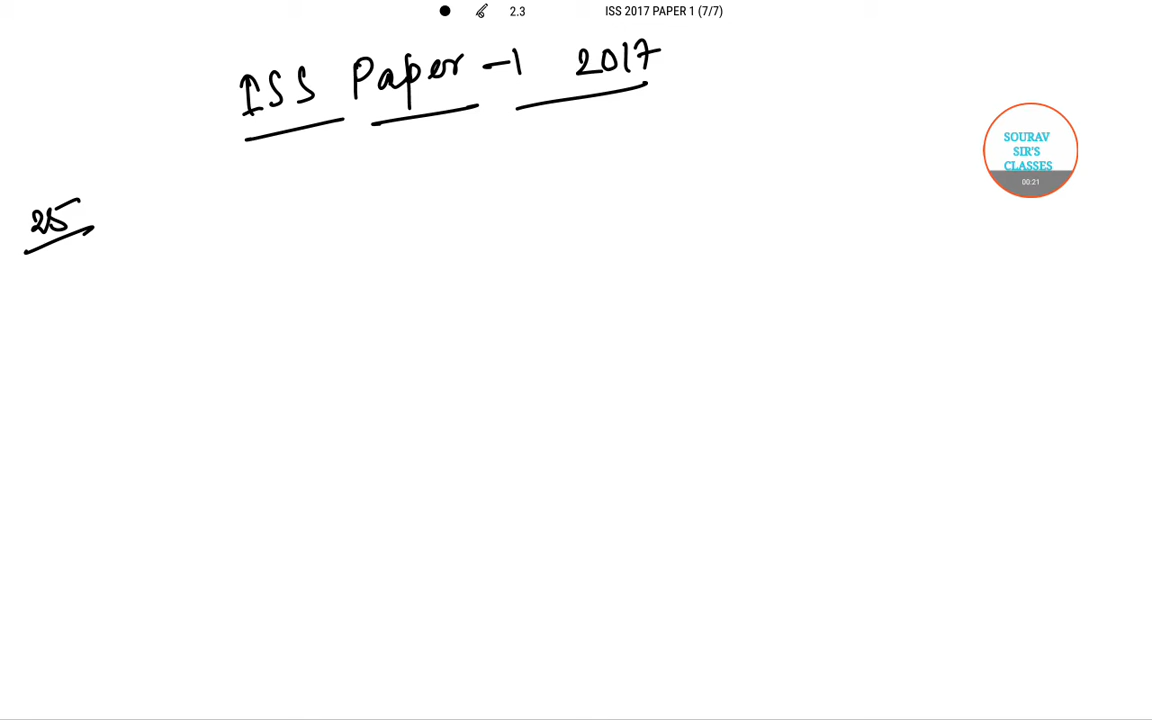 2.3 ISS 2017 PAPER 1 (7/7)
ISS Paper -1 2017
SOURAV
SIR'S
CLASSES
00:21
25